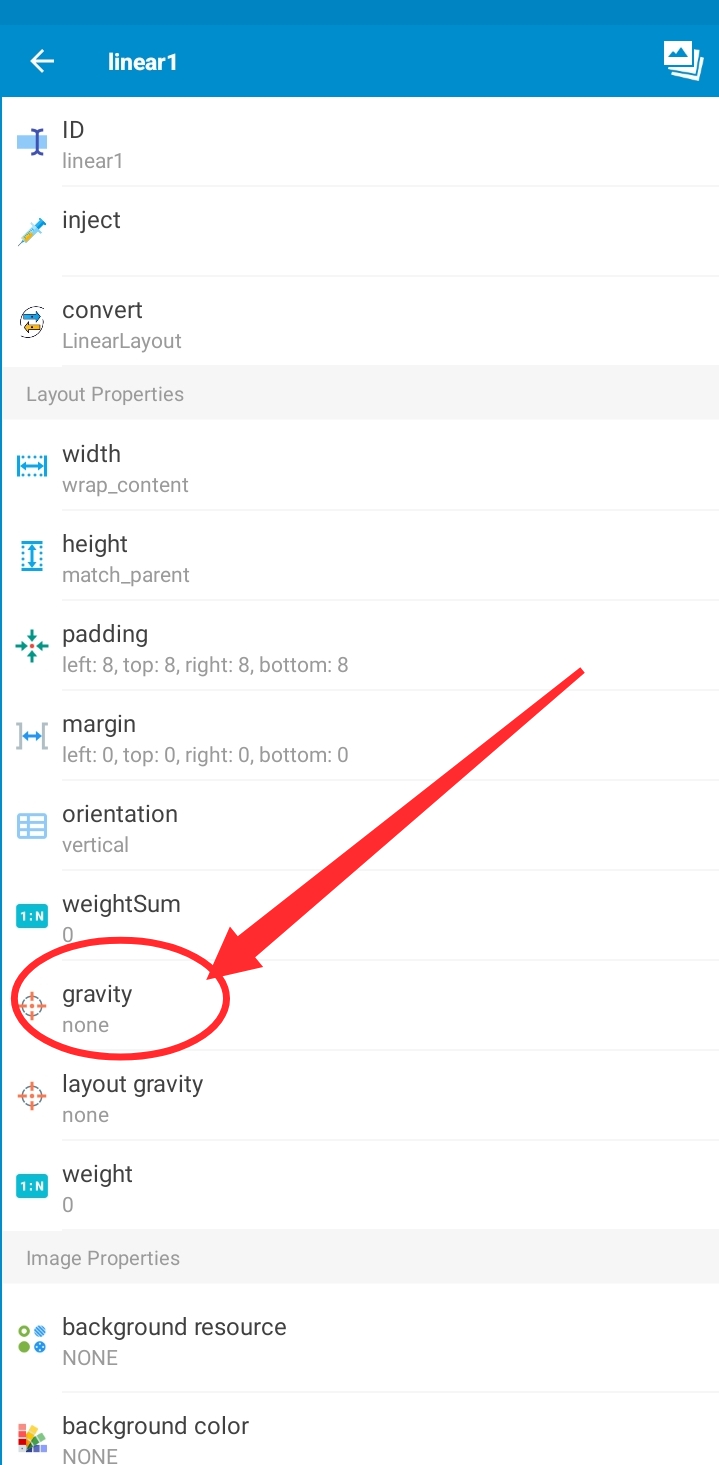 linear1
ID
linear1
inject
convert
LinearLayout
Layout Properties
width
wrap_content
height
match_parent
padding
left: 8, top: 8, right: 8, bottom: 8
margin
left: 0, top: 0, right: 0, bottom: 0
orientation
vertical
1:N
weightSum
0
gravity
none
layout gravity
none
1:N
weight
0
Image Properties
background resource
NONE
background color
NONE